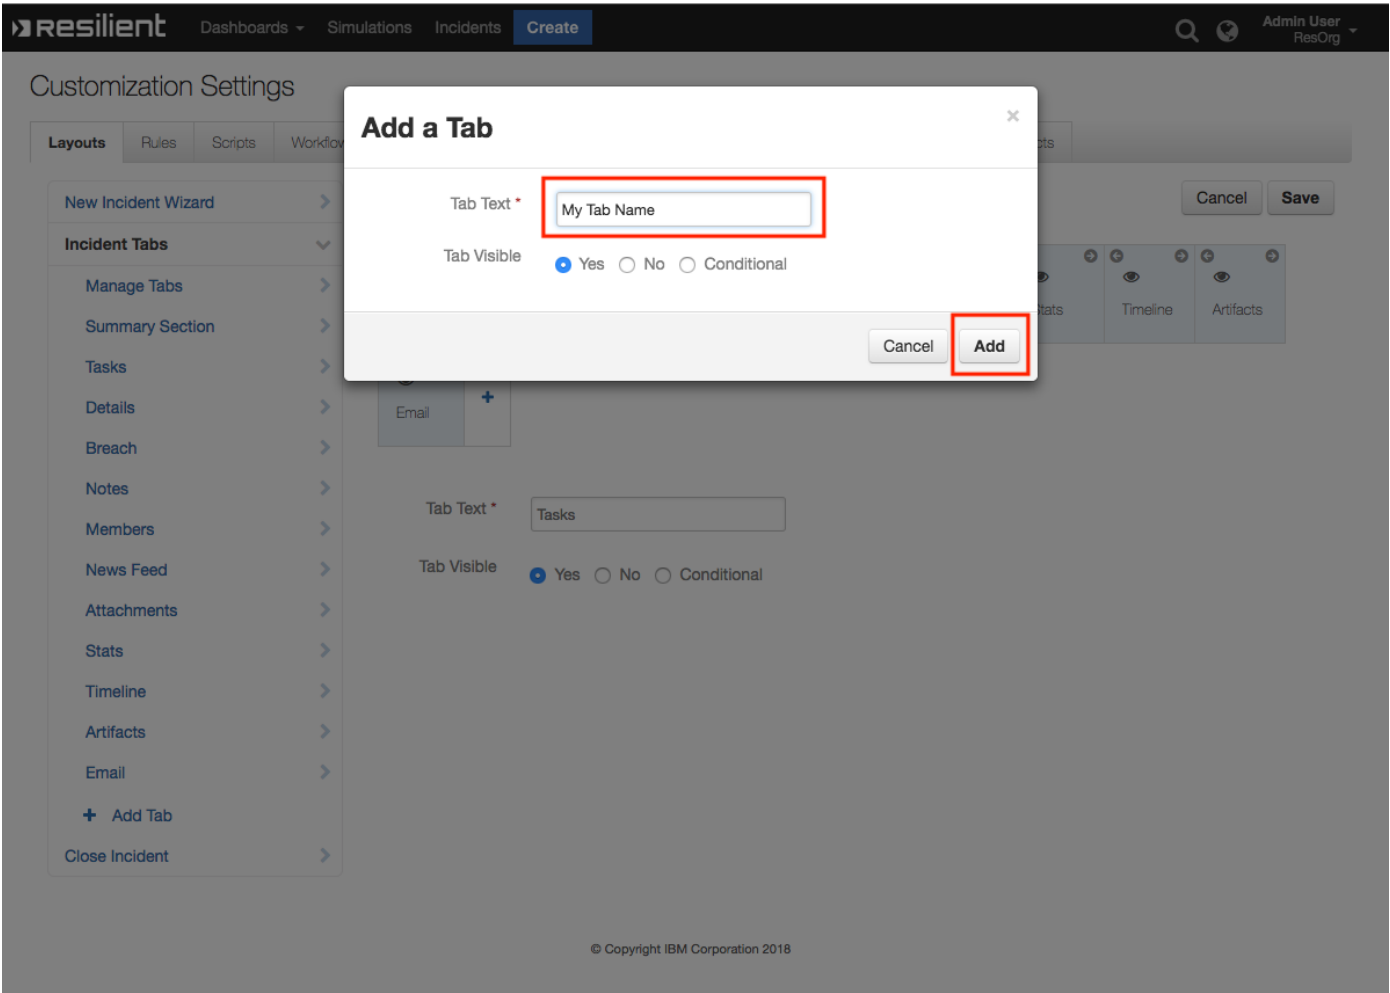 Resilient Dashboards Simulations Incidents Create Admin User
ResOrg
Customization Settings
Layouts Rules Scripts
Add a Tab
×
Tab Text *
My Tab Name
Tab Visible
Yes No Conditional
Cancel Add
Cancel Save
New Incident Wizard
Incident Tabs
Manage Tabs
Summary Section
Tasks
Details
Breach
Notes
Members
News Feed
Attachments
Stats
Timeline
Artifacts
Email
+ Add Tab
Close Incident
Timeline Artifacts
Email +
Tab Text *
Tasks
Tab Visible
Yes No Conditional
© Copyright IBM Corporation 2018